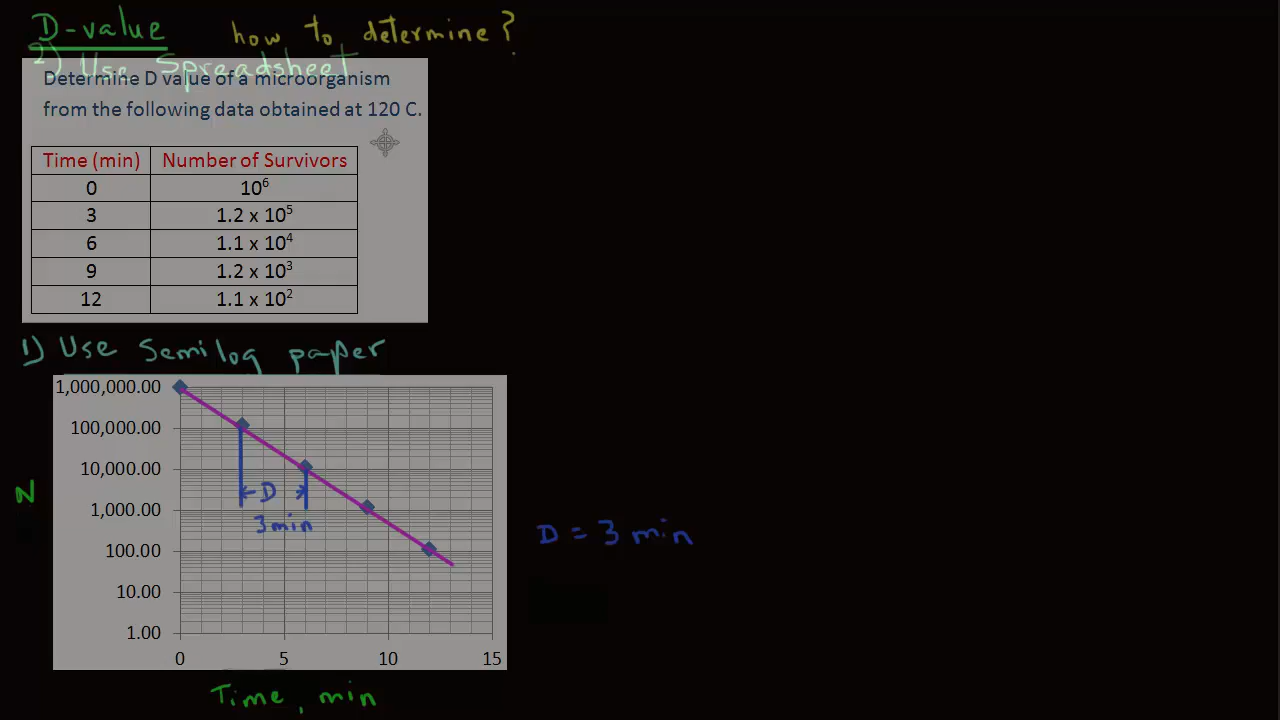 D-value how to determine?
2) Use Spreadsheet
Determine D value of a microorganism
from the following data obtained at 120 C.
Time (min) Number of Survivors
0 10⁶
3 1.2 x 10⁵
6 1.1 x 10⁴
9 1.2 x 10³
12 1.1 x 10²
1) Use Semilog paper
1,000,000.00
100,000.00
10,000.00
1,000.00
100.00
10.00
1.00
N
D
3 min
D = 3 min
0 5 10 15
Time, min